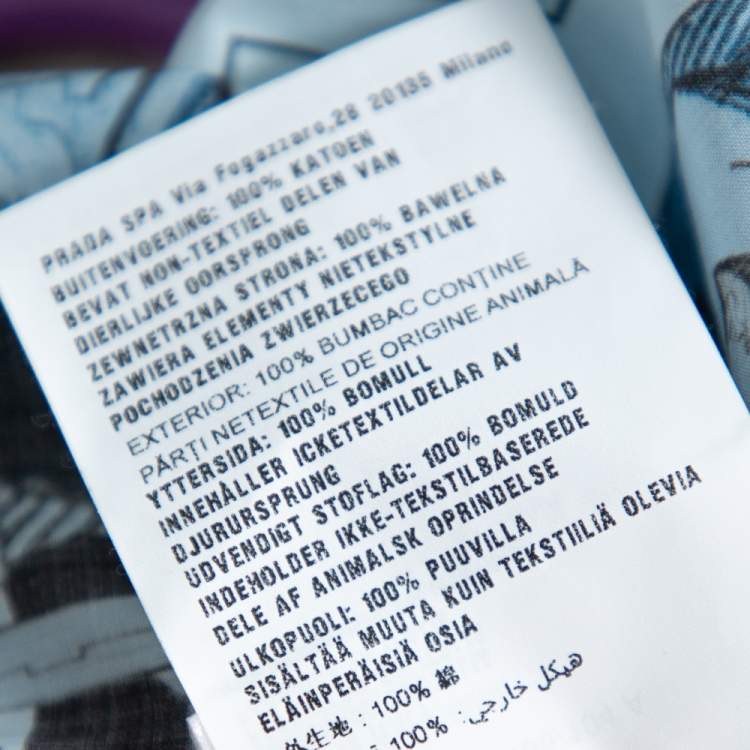 PRADA SPA Via Fogazzaro,28 20135 Milano
BUITENVOERING: 100% KATOEN
BEVAT NON-TEXTIEL DELEN VAN
DIERLIJKE OORSPRONG
ZEWNETRZNA STRONA: 100% BAWELNA
ZAWIERA ELEMENTY NIETEKSTYLNE
POCHODZENIA ZWIERZECEGO
EXTERIOR: 100% BUMBAC CONȚINE
PĂRȚI NETEXTILE DE ORIGINE ANIMALĂ
YTTERSIDA: 100% BOMULL
INNEHÅLLER ICKETEXTILDELAR AV
DJURURSPRUNG
UDVENDIGT STOFLAG: 100% BOMULD
INDEHOLDER IKKE-TEKSTILBASEREDE
DELE AF ANIMALSK OPRINDELSE
ULKOPUOLI: 100% PUUVILLA
SISÄLTÄÄ MUUTA KUIN TEKSTIILIÄ OLEVIA
ELÄINPERÄISIÄ OSIA
外生地 : 100% 綿
هيكل خارجي: 100%